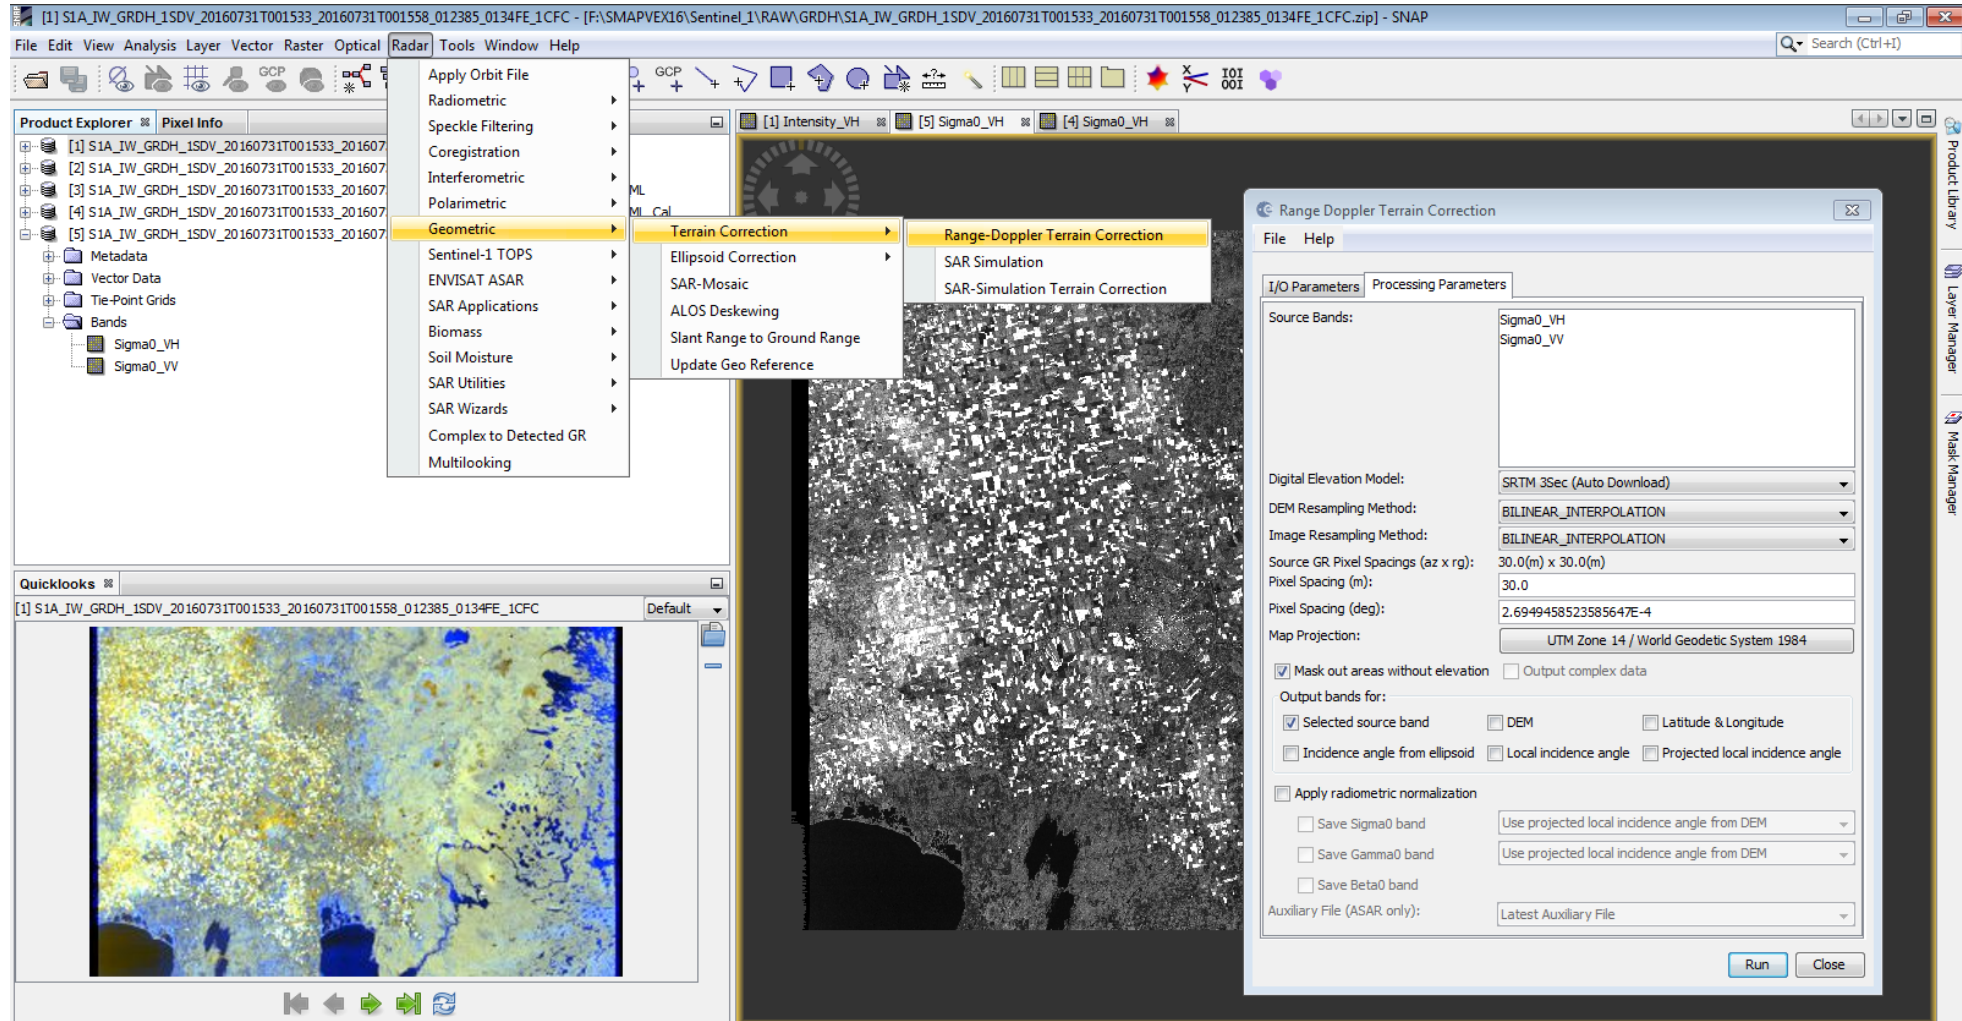 [1] S1A_IW_GRDH_1SDV_20160731T001533_20160731T001558_012385_0134FE_1CFC - [F:\SMAPVEX16\Sentinel_1\RAW\GRDH\S1A_IW_GRDH_1SDV_20160731T001533_20160731T001558_012385_0134FE_1CFC.zip] - SNAP
File Edit View Analysis Layer Vector Raster Optical Radar Tools Window Help
Search (Ctrl+I)
GCP
GCP
Product Explorer
Pixel Info
[1] S1A_IW_GRDH_1SDV_20160731T001533_201607
[2] S1A_IW_GRDH_1SDV_20160731T001533_201607
[3] S1A_IW_GRDH_1SDV_20160731T001533_201607
ML
[4] S1A_IW_GRDH_1SDV_20160731T001533_201607
ML_Cal
[5] S1A_IW_GRDH_1SDV_20160731T001533_201607
Metadata
Vector Data
Tie-Point Grids
Bands
Sigma0_VH
Sigma0_VV
Apply Orbit File
Radiometric
Speckle Filtering
Coregistration
Interferometric
Polarimetric
Geometric
Sentinel-1 TOPS
ENVISAT ASAR
SAR Applications
Biomass
Soil Moisture
SAR Utilities
SAR Wizards
Complex to Detected GR
Multilooking
Terrain Correction
Ellipsoid Correction
SAR-Mosaic
ALOS Deskewing
Slant Range to Ground Range
Update Geo Reference
Range-Doppler Terrain Correction
SAR Simulation
SAR-Simulation Terrain Correction
[1] Intensity_VH
[5] Sigma0_VH
[4] Sigma0_VH
Product Library
Layer Manager
Mask Manager
Quicklooks
[1] S1A_IW_GRDH_1SDV_20160731T001533_20160731T001558_012385_0134FE_1CFC
Default
Range Doppler Terrain Correction
File Help
I/O Parameters
Processing Parameters
Source Bands:
Sigma0_VH
Sigma0_VV
Digital Elevation Model:
SRTM 3Sec (Auto Download)
DEM Resampling Method:
BILINEAR_INTERPOLATION
Image Resampling Method:
BILINEAR_INTERPOLATION
Source GR Pixel Spacings (az x rg):
30.0(m) x 30.0(m)
Pixel Spacing (m):
30.0
Pixel Spacing (deg):
2.6949458523585647E-4
Map Projection:
UTM Zone 14 / World Geodetic System 1984
Mask out areas without elevation
Output complex data
Output bands for:
Selected source band
DEM
Latitude & Longitude
Incidence angle from ellipsoid
Local incidence angle
Projected local incidence angle
Apply radiometric normalization
Save Sigma0 band
Use projected local incidence angle from DEM
Save Gamma0 band
Use projected local incidence angle from DEM
Save Beta0 band
Auxiliary File (ASAR only):
Latest Auxiliary File
Run
Close